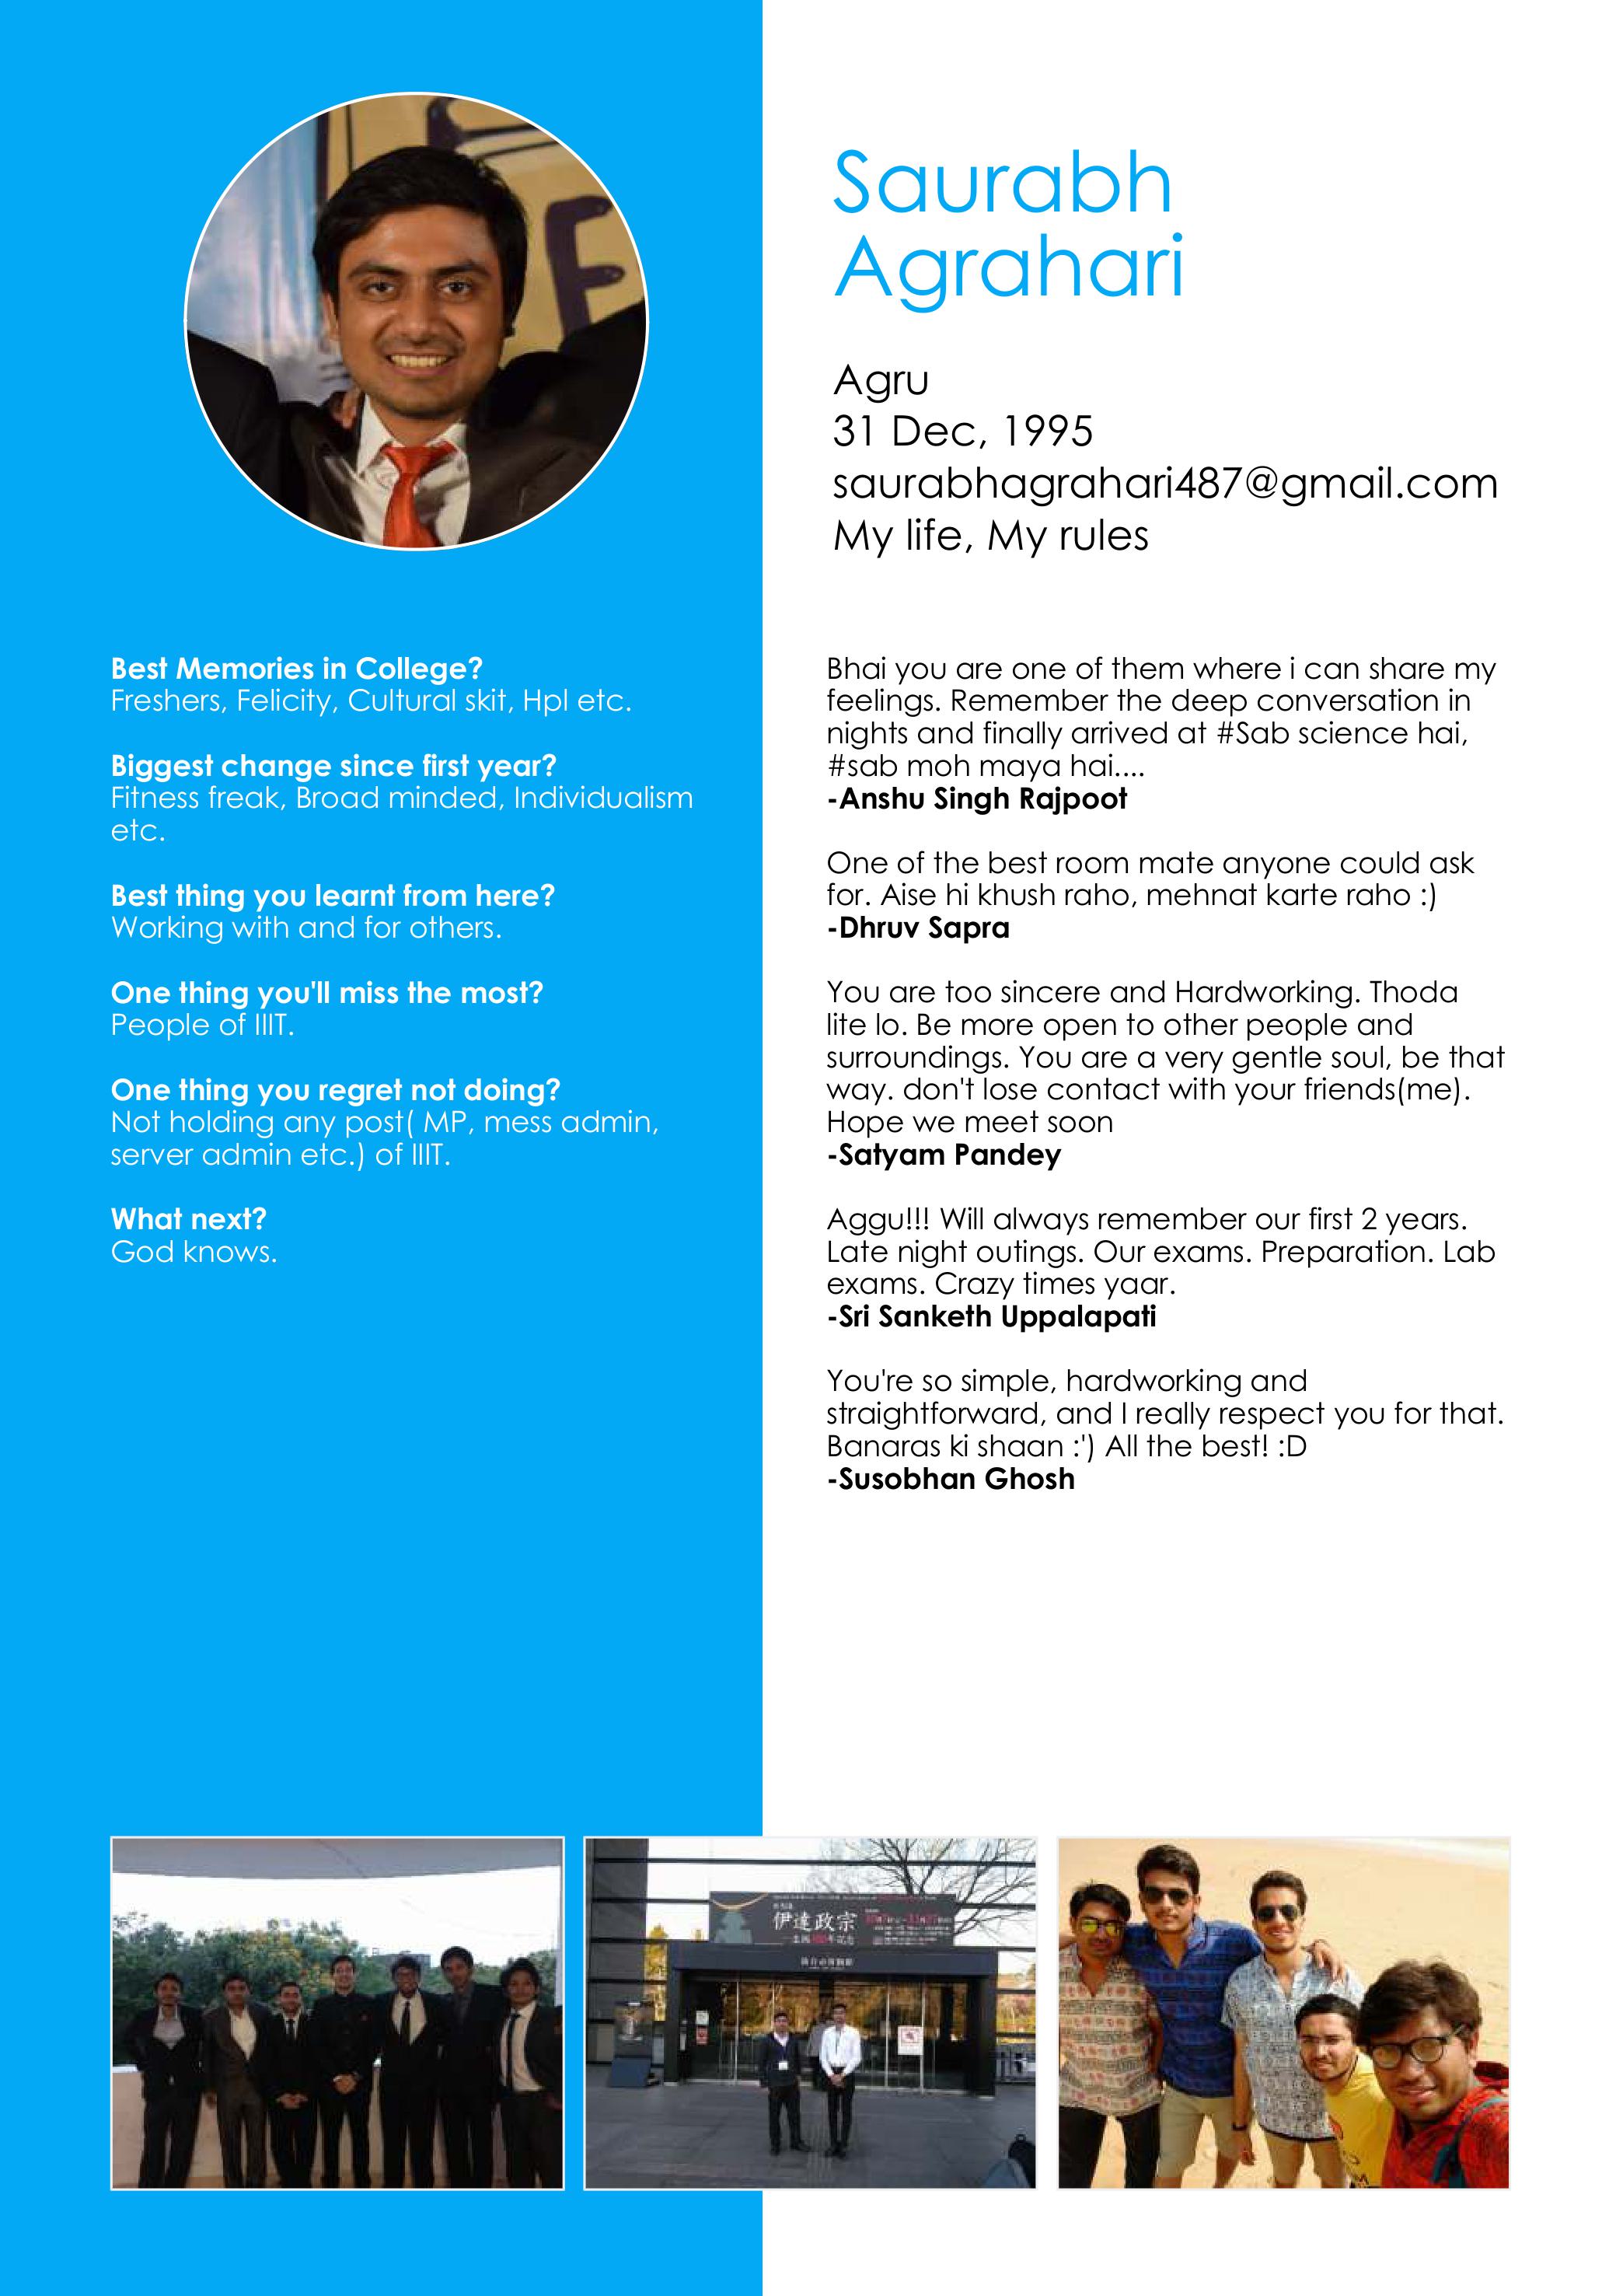 Saurabh
Agrahari
Agru
31 Dec, 1995
saurabhagrahari487@gmail.com
My life, My rules
Best Memories in College?
Freshers, Felicity, Cultural skit, Hpl etc.
Biggest change since first year?
Fitness freak, Broad minded, Individualism
etc.
Best thing you learnt from here?
Working with and for others.
One thing you'll miss the most?
People of IIIT.
One thing you regret not doing?
Not holding any post( MP, mess admin,
server admin etc.) of IIIT.
What next?
God knows.
Bhai you are one of them where i can share my
feelings. Remember the deep conversation in
nights and finally arrived at #Sab science hai,
#sab moh maya hai....
-Anshu Singh Rajpoot
One of the best room mate anyone could ask
for. Aise hi khush raho, mehnat karte raho :)
-Dhruv Sapra
You are too sincere and Hardworking. Thoda
lite lo. Be more open to other people and
surroundings. You are a very gentle soul, be that
way. don't lose contact with your friends(me).
Hope we meet soon
-Satyam Pandey
Aggu!!! Will always remember our first 2 years.
Late night outings. Our exams. Preparation. Lab
exams. Crazy times yaar.
-Sri Sanketh Uppalapati
You're so simple, hardworking and
straightforward, and I really respect you for that.
Banaras ki shaan :') All the best! :D
-Susobhan Ghosh
伊達政宗